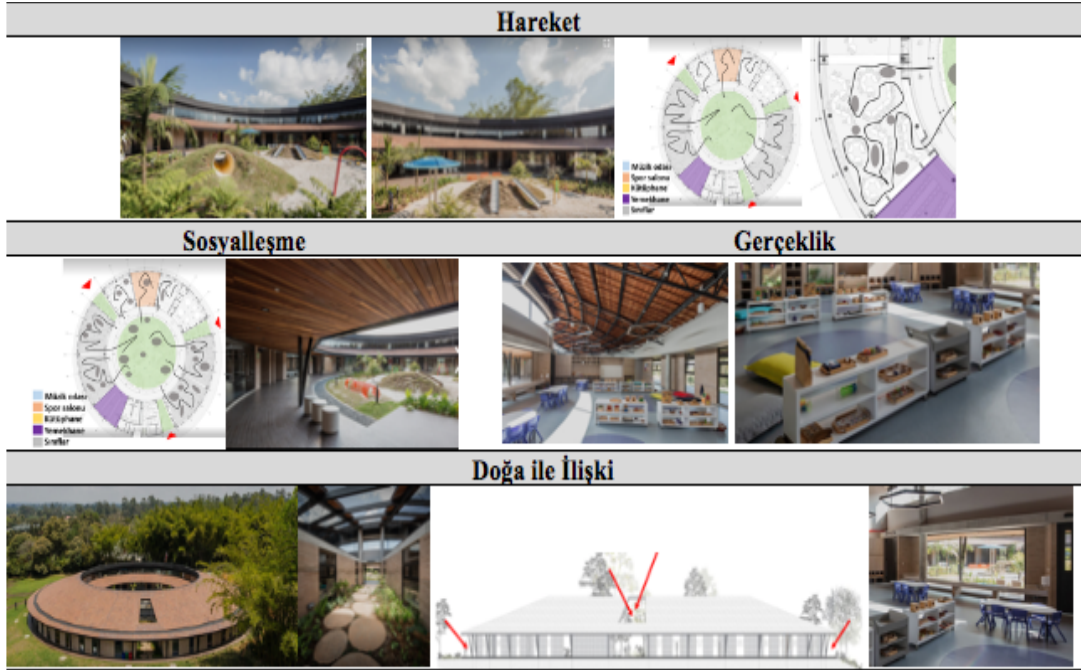 Hareket
Müzik odası
Spor salonu
Kütüphane
Yemekhane
Sınıflar
Sosyalleşme
Gerçeklik
Müzik odası
Spor salonu
Kütüphane
Yemekhane
Sınıflar
Doğa ile İlişki